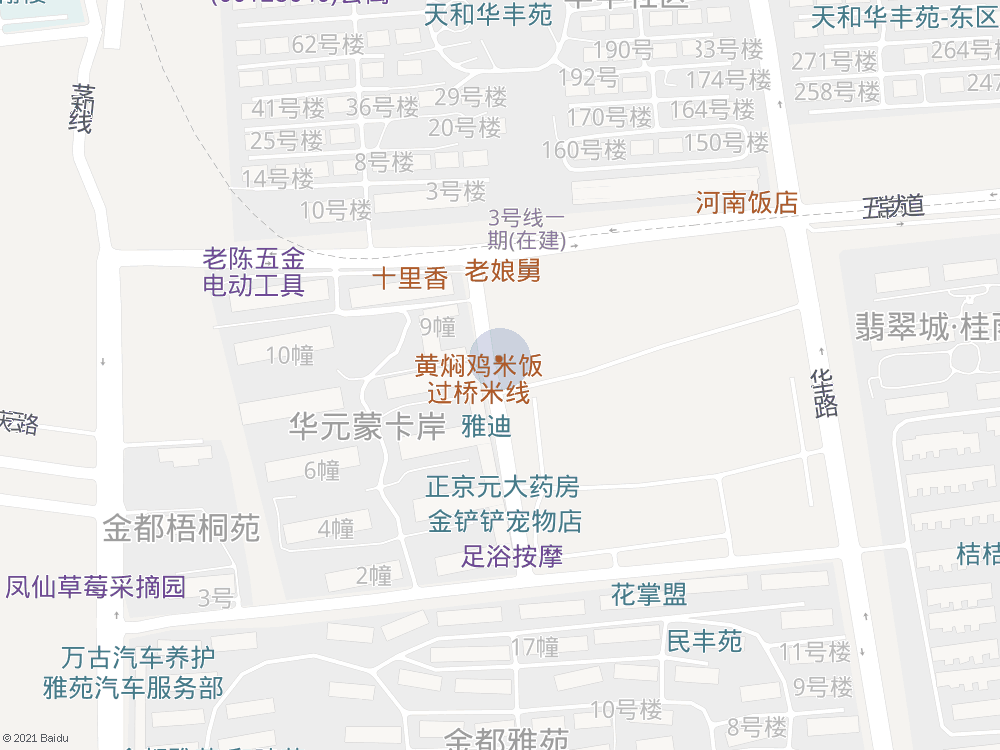 天和华丰苑
天和华丰苑-东区
62号楼
190号
83号楼
264号楼
271号楼
192号
174号楼
247
258号楼
29号楼
41号楼
36号楼
164号楼
170号楼
20号楼
25号楼
150号楼
160号楼
8号楼
14号楼
3号楼
10号楼
河南饭店
3号线一
期(在建)
老陈五金
电动工具
十里香
老娘舅
9幢
10幢
翡翠城·桂南
黄焖鸡米饭
过桥米线
雅迪
华元蒙卡岸
6幢
正京元大药房
金铲铲宠物店
4幢
金都梧桐苑
足浴按摩
桔桔
2幢
凤仙草莓采摘园
3号
花掌盟
17幢
民丰苑
11号楼
万古汽车养护
雅苑汽车服务部
9号楼
10号楼
8号楼
金都雅苑
© 2021 Baidu